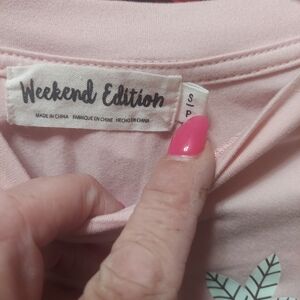 Weekend Edition
MADE IN CHINA FABRIQUÉ EN CHINE HECHO EN CHINA
S
P